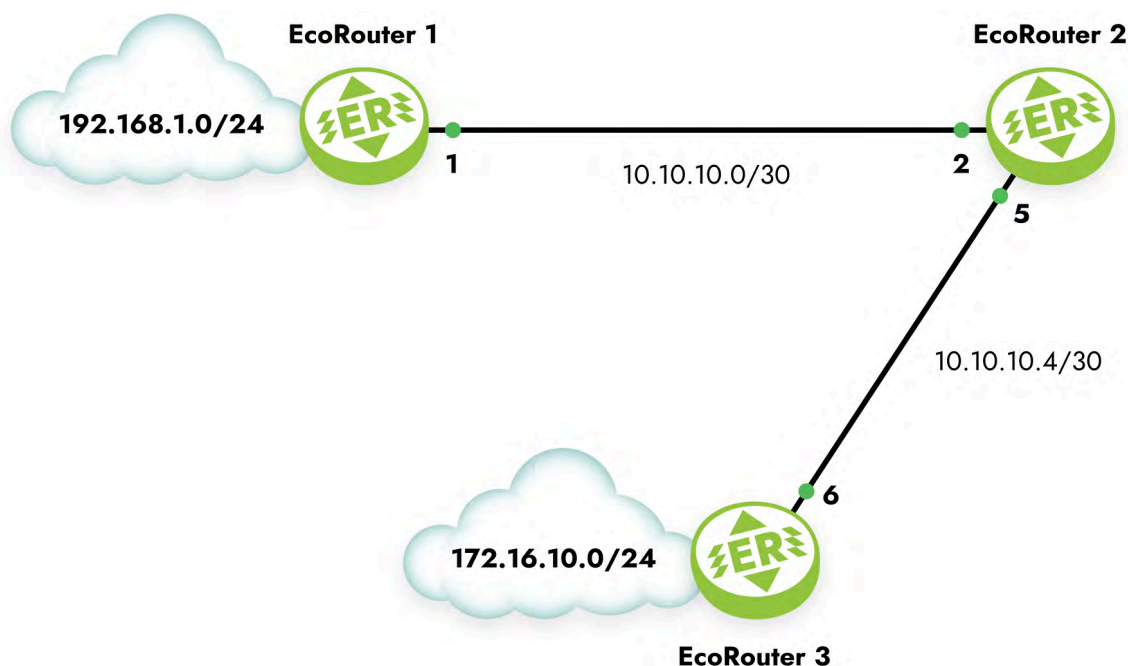 EcoRouter 1
EcoRouter 2
ER
ER
192.168.1.0/24
1
2
10.10.10.0/30
5
10.10.10.4/30
6
172.16.10.0/24
ER
EcoRouter 3